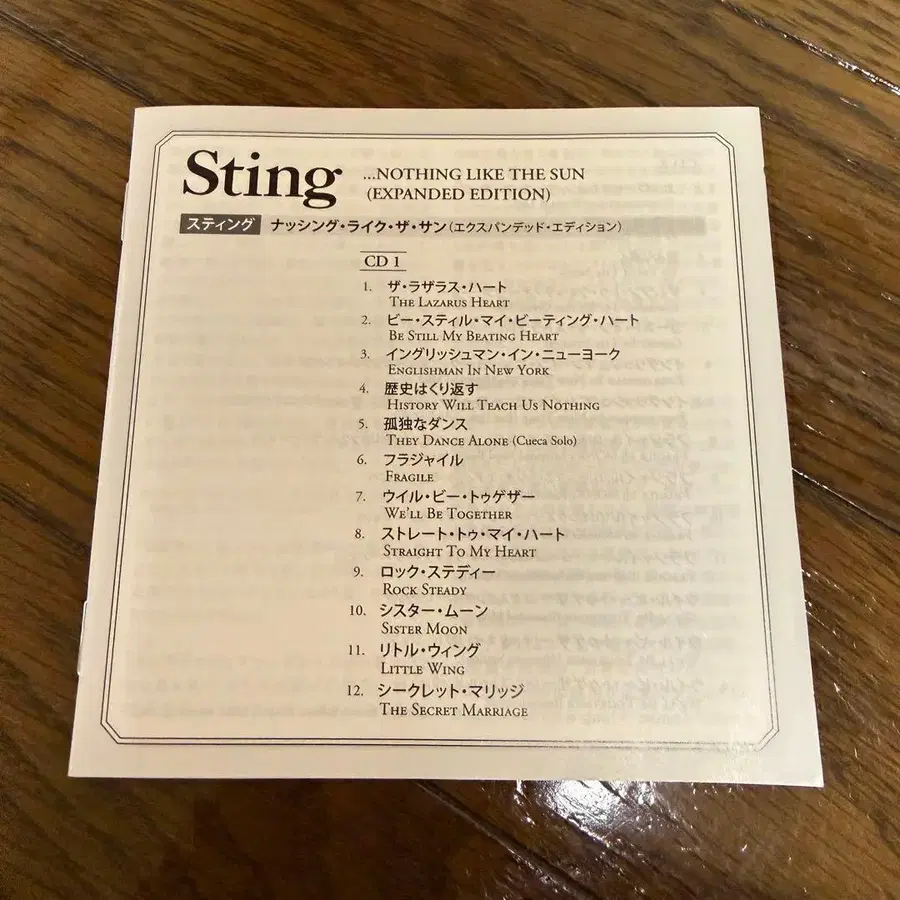 Sting
...NOTHING LIKE THE SUN
(EXPANDED EDITION)
スティング ナッシング・ライク・ザ・サン(エクスパンデッド・エディション)
CD 1
1. ザ・ラザラス・ハート
THE LAZARUS HEART
2. ビー・スティル・マイ・ビーティング・ハート
BE STILL MY BEATING HEART
3. イングリッシュマン・イン・ニューヨーク
ENGLISHMAN IN NEW YORK
4. 歴史はくり返す
HISTORY WILL TEACH US NOTHING
5. 孤独なダンス
THEY DANCE ALONE (Cueca Solo)
6. フラジャイル
FRAGILE
7. ウイル・ビー・トゥゲザー
WE'LL BE TOGETHER
8. ストレート・トゥ・マイ・ハート
STRAIGHT TO MY HEART
9. ロック・ステディー
ROCK STEADY
10. シスター・ムーン
SISTER MOON
11. リトル・ウィング
LITTLE WING
12. シークレット・マリッジ
THE SECRET MARRIAGE